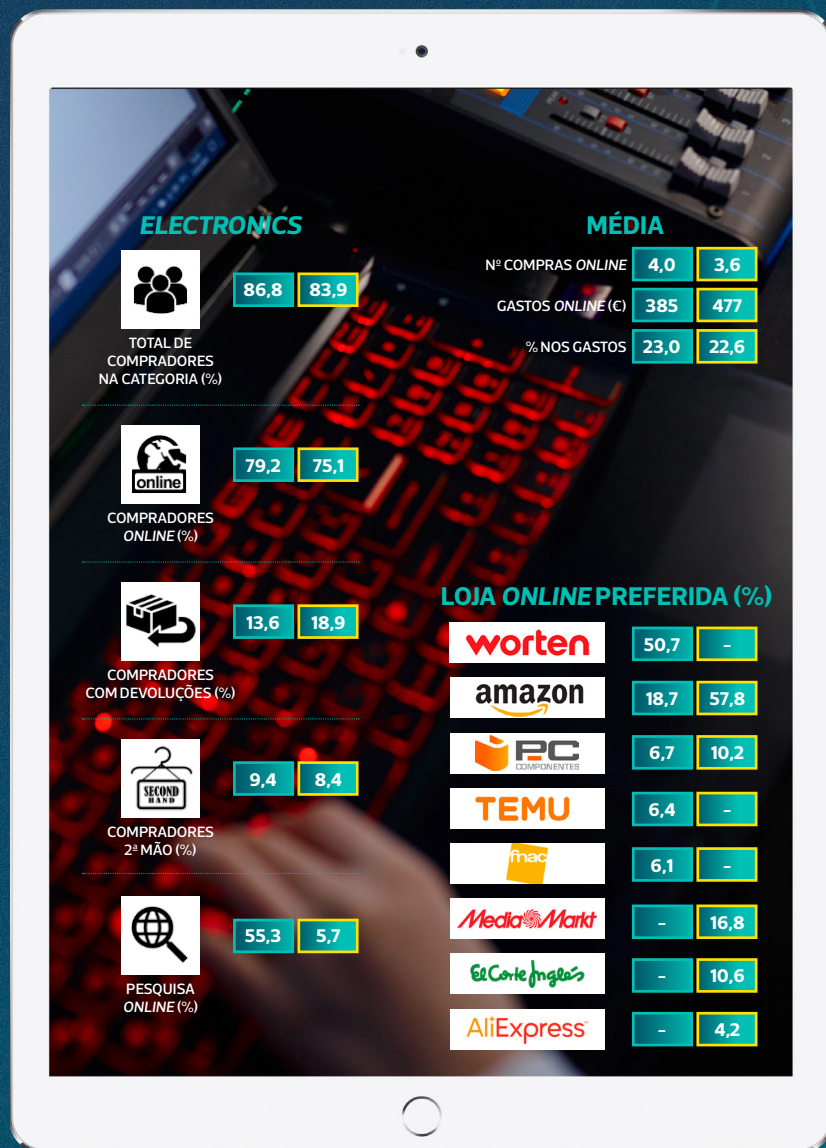 ELECTRONICS
86,8 83,9
TOTAL DE
COMPRADORES
NA CATEGORIA (%)
online
79,2 75,1
COMPRADORES
ONLINE (%)
13,6 18,9
COMPRADORES
COM DEVOLUÇÕES (%)
SECOND
HAND
9,4 8,4
COMPRADORES
2ª MÃO (%)
55,3 5,7
PESQUISA
ONLINE (%)
MÉDIA
Nº COMPRAS ONLINE 4,0 3,6
GASTOS ONLINE (€) 385 477
% NOS GASTOS 23,0 22,6
LOJA ONLINE PREFERIDA (%)
worten 50,7 -
amazon 18,7 57,8
PC
COMPONENTES
6,7 10,2
TEMU 6,4 -
fnac 6,1 -
Media Markt - 16,8
El Corte Inglés - 10,6
AliExpress - 4,2